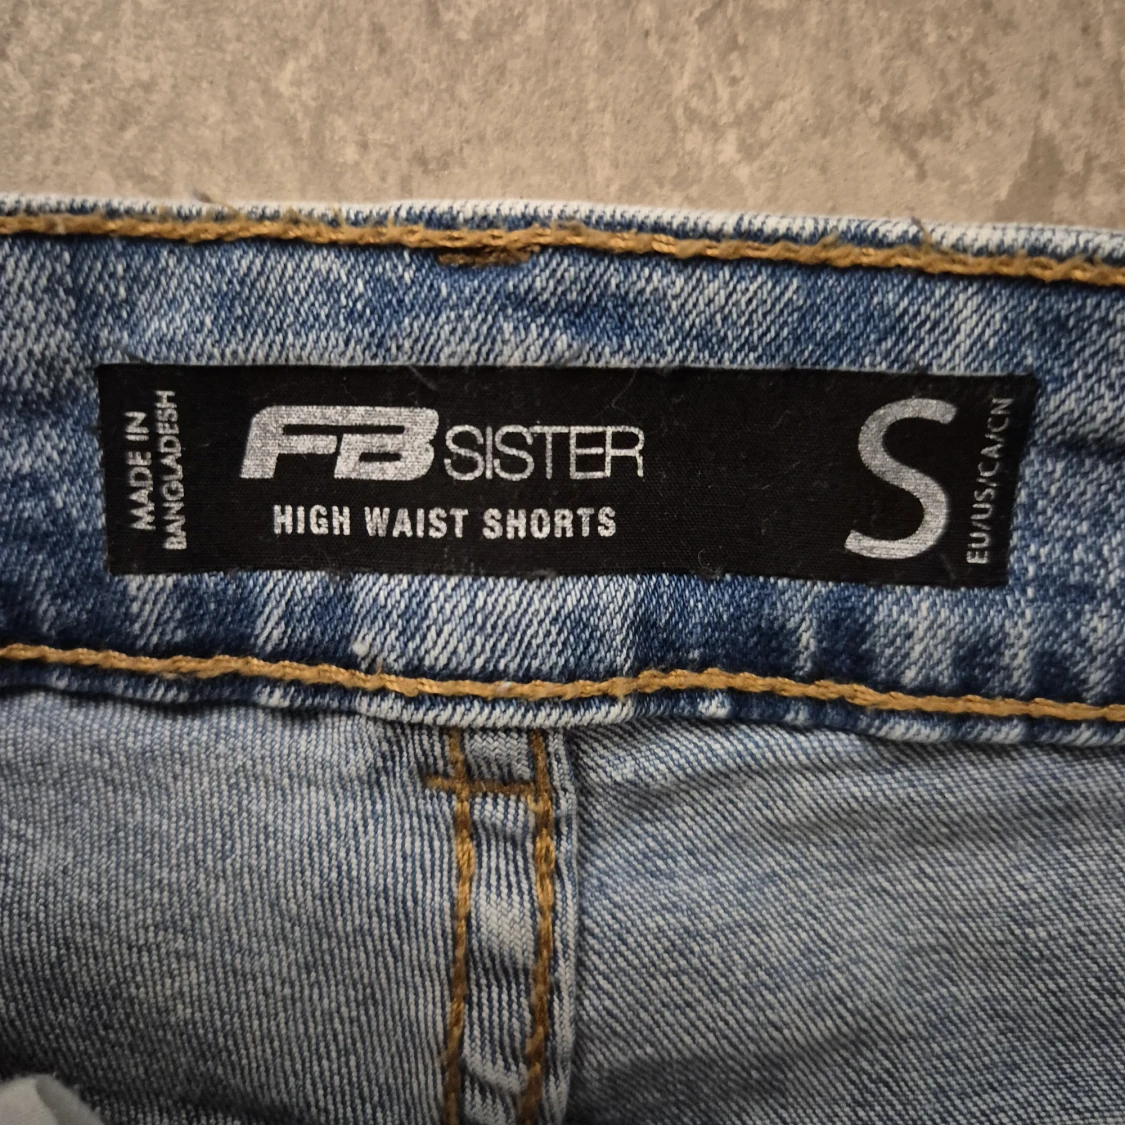 MADE IN
BANGLADESH
FB SISTER
HIGH WAIST SHORTS
S
EU/US/CA/CN